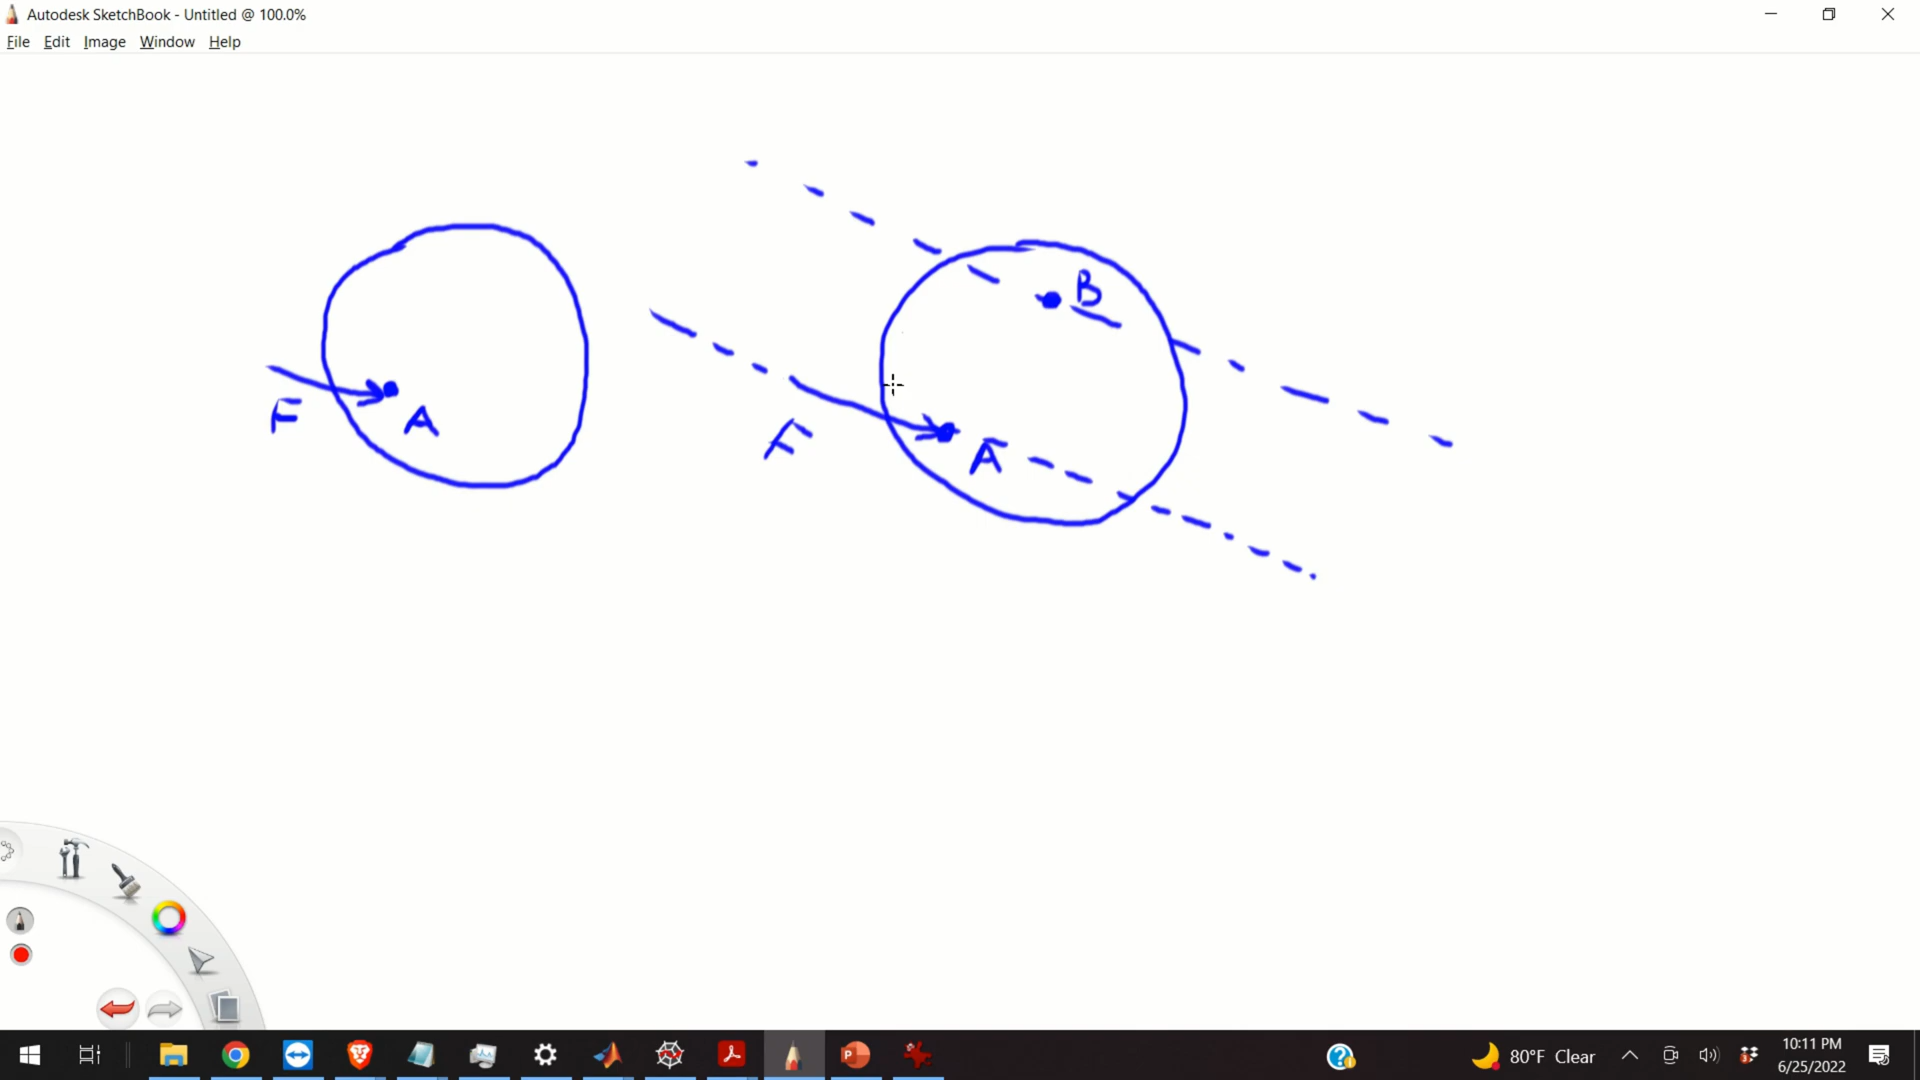 Autodesk SketchBook - Untitled @ 100.0%
File Edit Image Window Help
B
F
A
F
A
80°F Clear
10:11 PM
6/25/2022